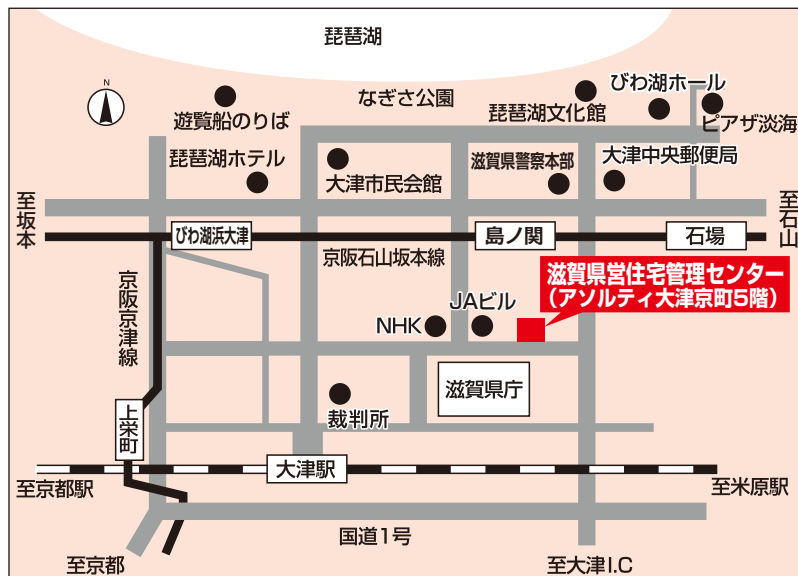 琵琶湖
N
なぎさ公園
びわ湖ホール
琵琶湖文化館
ピアザ淡海
遊覧船のりば
琵琶湖ホテル
大津市民会館
滋賀県警察本部
大津中央郵便局
至坂本
至石山
びわ湖浜大津
島ノ関
石場
京阪石山坂本線
滋賀県営住宅管理センター
(アソルティ大津京町5階)
京阪京津線
JAビル
NHK
滋賀県庁
上栄町
裁判所
大津駅
至京都駅
至米原駅
国道1号
至京都
至大津I.C